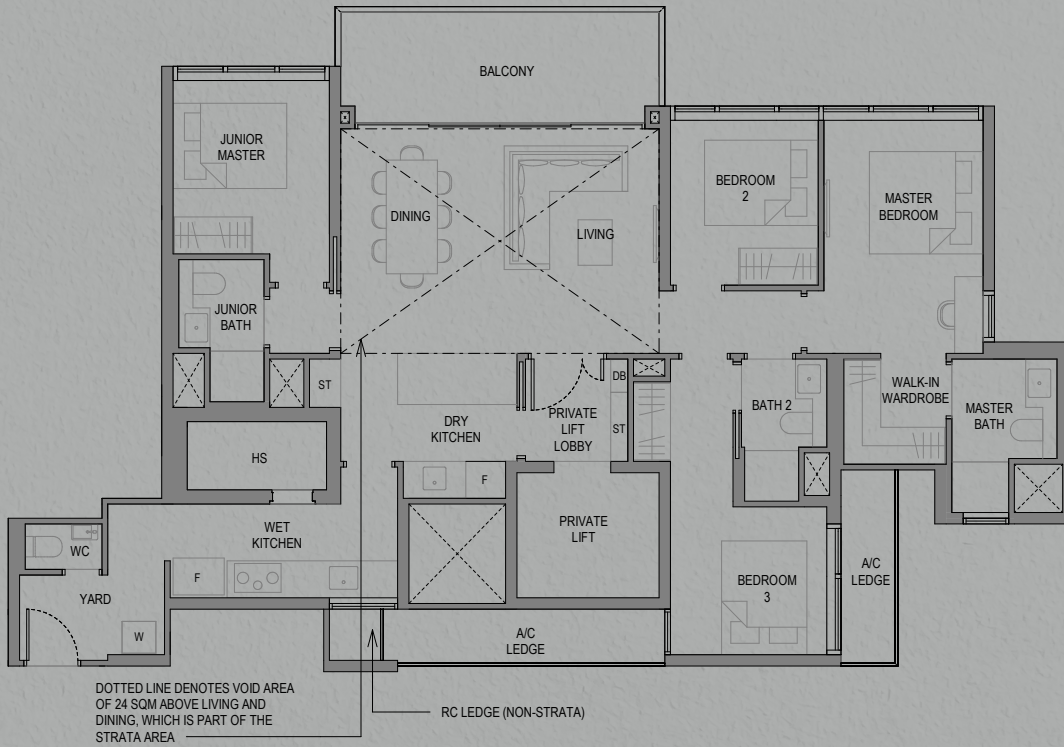 BALCONY
JUNIOR
MASTER
DINING
LIVING
BEDROOM
2
MASTER
BEDROOM
JUNIOR
BATH
ST
DRY
KITCHEN
F
PRIVATE
LIFT
LOBBY
DB
ST
BATH 2
WALK-IN
WARDROBE
MASTER
BATH
HS
WET
KITCHEN
F
PRIVATE
LIFT
WC
YARD
W
BEDROOM
3
A/C
LEDGE
A/C
LEDGE
DOTTED LINE DENOTES VOID AREA
OF 24 SQM ABOVE LIVING AND
DINING, WHICH IS PART OF THE
STRATA AREA
RC LEDGE (NON-STRATA)